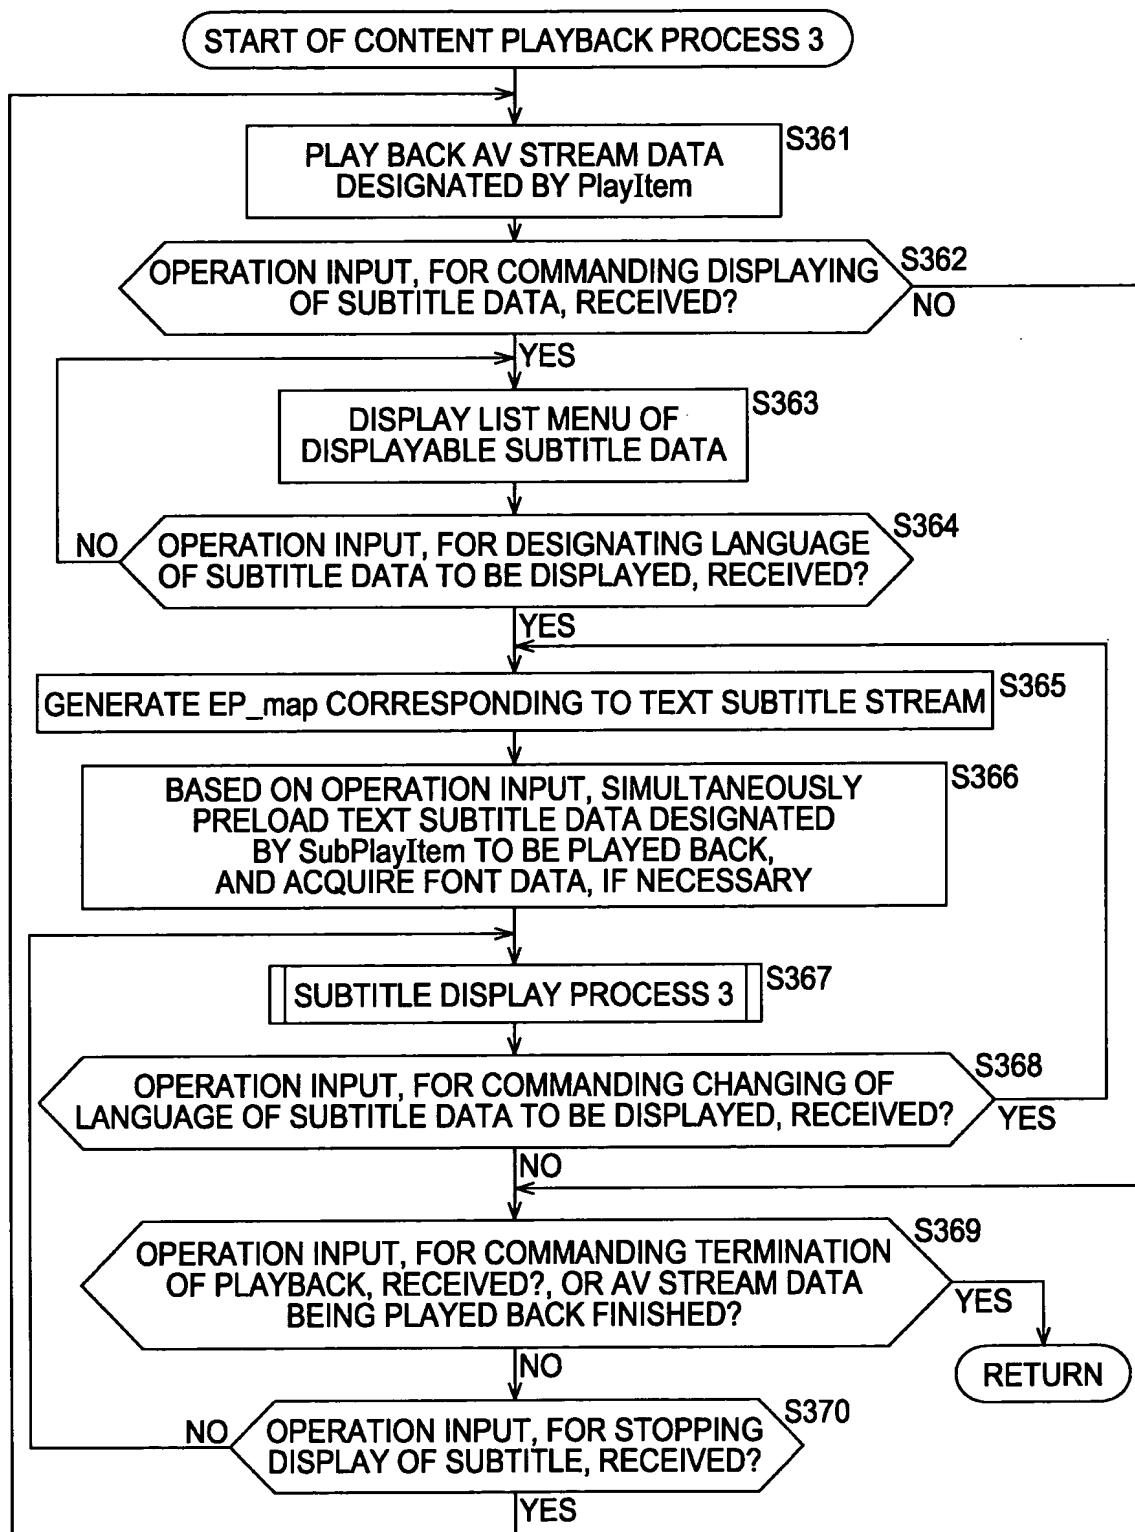 START OF CONTENT PLAYBACK PROCESS 3
S361
PLAY BACK AV STREAM DATA
DESIGNATED BY PlayItem
S362
OPERATION INPUT, FOR COMMANDING DISPLAYING
OF SUBTITLE DATA, RECEIVED?
NO
YES
S363
DISPLAY LIST MENU OF
DISPLAYABLE SUBTITLE DATA
S364
NO
OPERATION INPUT, FOR DESIGNATING LANGUAGE
OF SUBTITLE DATA TO BE DISPLAYED, RECEIVED?
YES
S365
GENERATE EP_map CORRESPONDING TO TEXT SUBTITLE STREAM
S366
BASED ON OPERATION INPUT, SIMULTANEOUSLY
PRELOAD TEXT SUBTITLE DATA DESIGNATED
BY SubPlayItem TO BE PLAYED BACK,
AND ACQUIRE FONT DATA, IF NECESSARY
S367
SUBTITLE DISPLAY PROCESS 3
S368
OPERATION INPUT, FOR COMMANDING CHANGING OF
LANGUAGE OF SUBTITLE DATA TO BE DISPLAYED, RECEIVED?
YES
NO
S369
OPERATION INPUT, FOR COMMANDING TERMINATION
OF PLAYBACK, RECEIVED?, OR AV STREAM DATA
BEING PLAYED BACK FINISHED?
YES
RETURN
NO
S370
NO
OPERATION INPUT, FOR STOPPING
DISPLAY OF SUBTITLE, RECEIVED?
YES